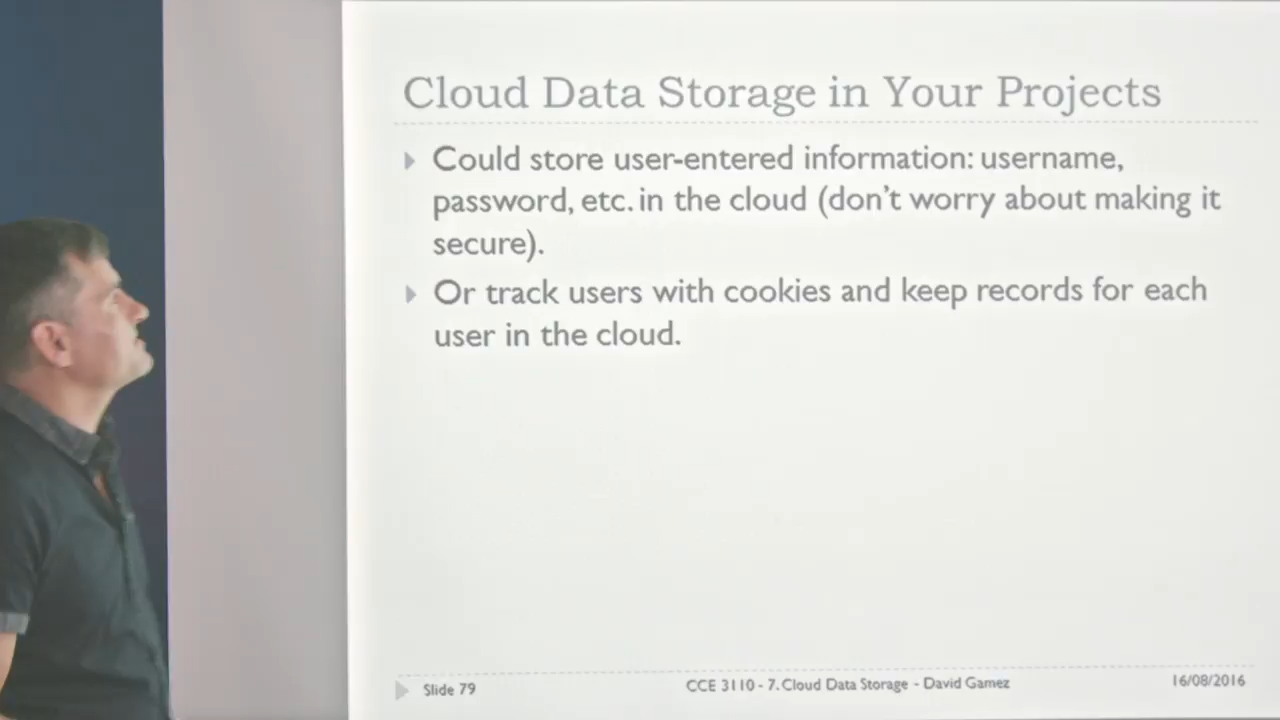 Cloud Data Storage in Your Projects
Could store user-entered information: username,
password, etc. in the cloud (don't worry about making it
secure).
Or track users with cookies and keep records for each
user in the cloud.
Slide 79
CCE 3110 - 7. Cloud Data Storage - David Gamez
16/08/2016